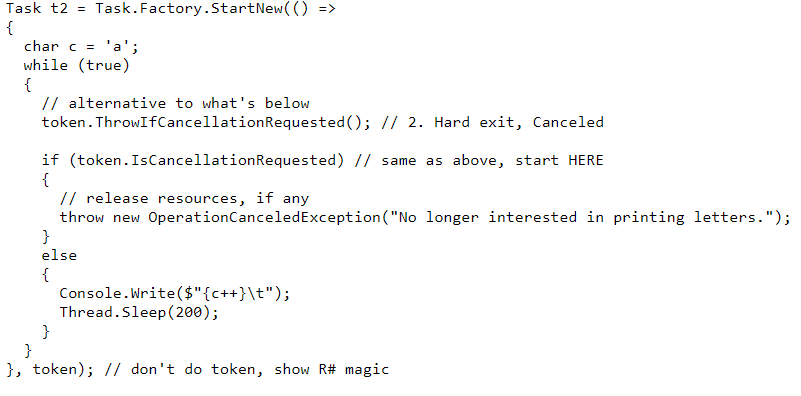 Task t2 = Task.Factory.StartNew(() =>
{
  char c = 'a';
  while (true)
  {
    // alternative to what's below
    token.ThrowIfCancellationRequested(); // 2. Hard exit, Canceled

    if (token.IsCancellationRequested) // same as above, start HERE
    {
      // release resources, if any
      throw new OperationCanceledException("No longer interested in printing letters.");
    }
    else
    {
      Console.Write($"{c++}\t");
      Thread.Sleep(200);
    }
  }
}, token); // don't do token, show R# magic